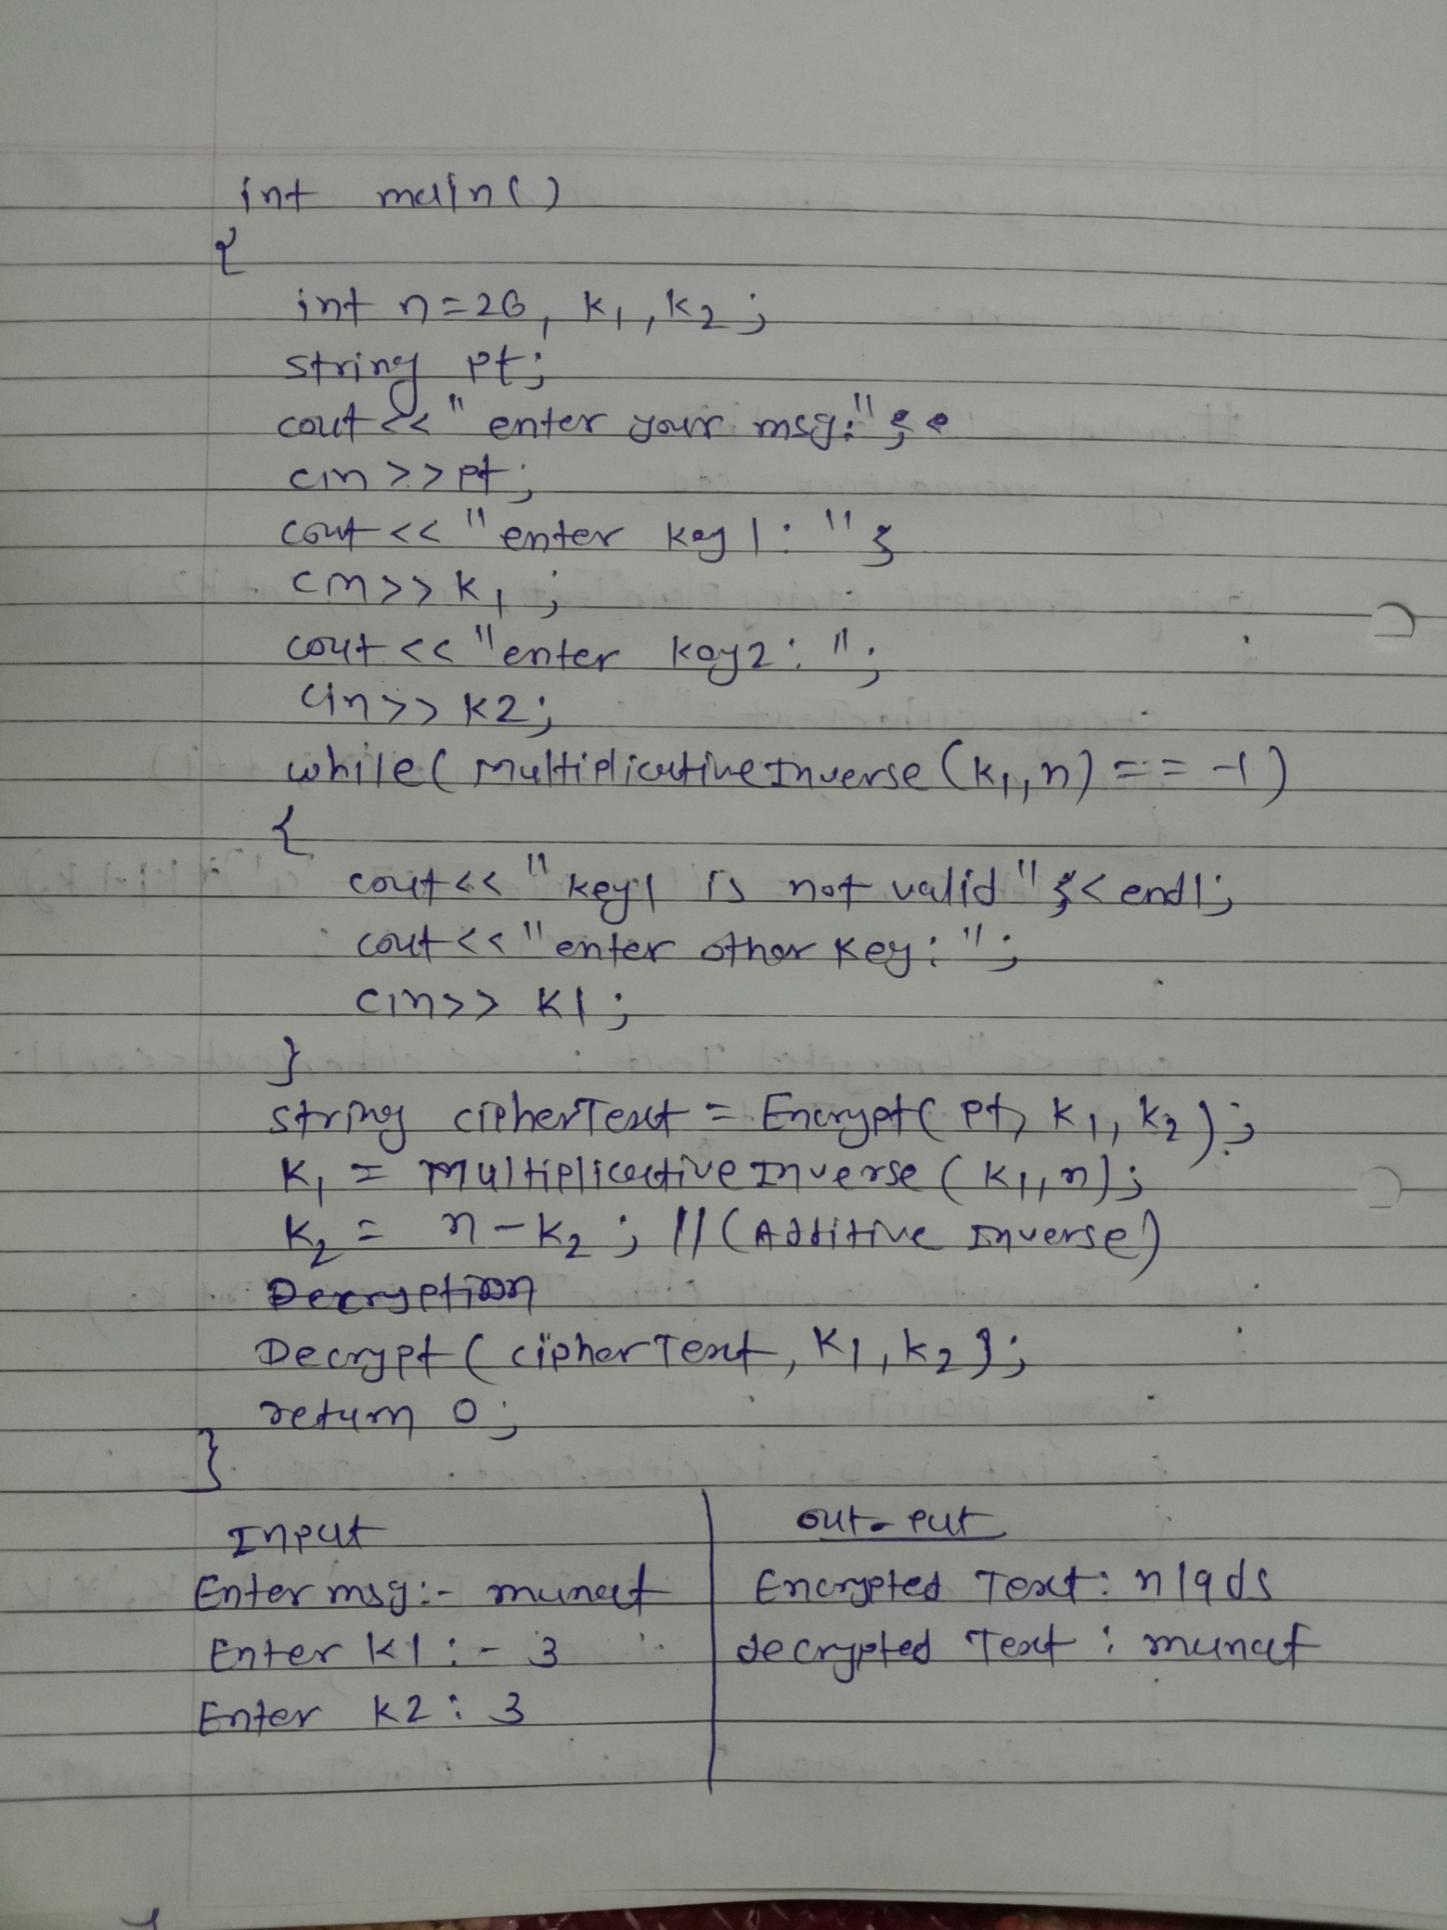 int main()
{
int n=26, k1, k2;
string pt;
cout<<"enter your msg:";
cin>>pt;
cout<<"enter key1: ";
cin>>k1;
cout<<"enter key2: ";
cin>>k2;
while(multiplicativeInverse(k1,n)==-1)
{
cout<<"key1 is not valid"<<endl;
cout<<"enter other key: ";
cin>>k1;
}
string cipherText = Encrypt(pt, k1, k2);
k1 = multiplicativeInverse(k1,n);
k2 = n-k2; //(Additive Inverse)
Decryption
Decrypt(cipherText, k1, k2);
return 0;
}
Input
Enter msg:- munaf
Enter k1:- 3
Enter k2: 3
out-put
Encrypted Text: nlqds
decrypted Text: munaf